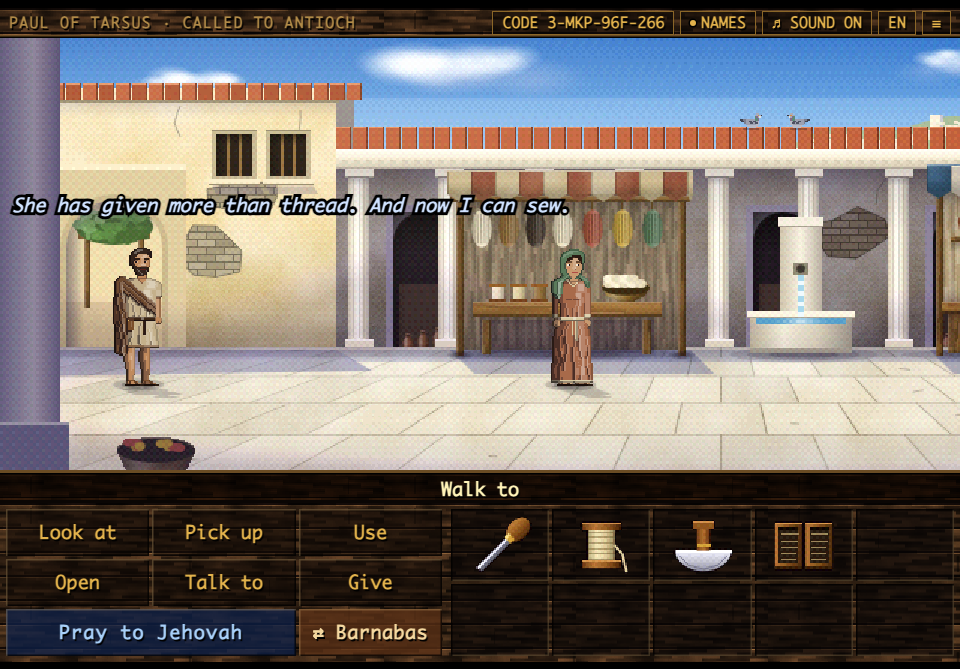 PAUL OF TARSUS · CALLED TO ANTIOCH
CODE 3-MKP-96F-266
● NAMES
♬ SOUND ON
EN
≡
She has given more than thread. And now I can sew.
Walk to
Look at
Pick up
Use
Open
Talk to
Give
Pray to Jehovah
⇄ Barnabas